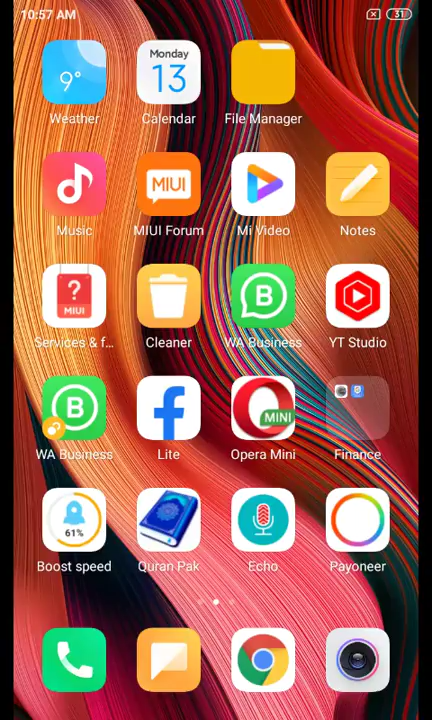 10:57 AM
31
9°
Monday
13
Weather
Calendar
File Manager
MIUI
Music
MIUI Forum
Mi Video
Notes
?
MIUI
B
Services & f...
Cleaner
WA Business
YT Studio
B
MINI
WA Business
Lite
Opera Mini
Finance
61%
Boost speed
Quran Pak
Echo
Payoneer